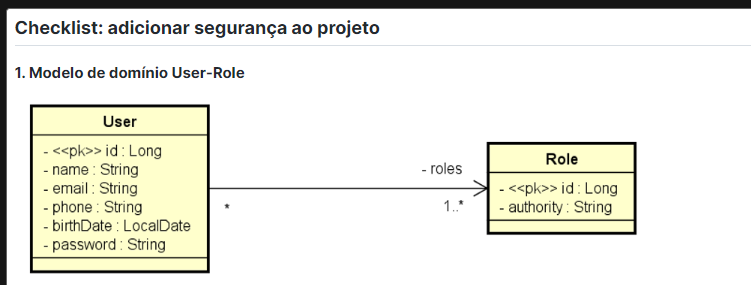 Checklist: adicionar segurança ao projeto
1. Modelo de domínio User-Role
User
- <<pk>> id : Long
- name : String
- email : String
- phone : String
- birthDate : LocalDate
- password : String
*
- roles
1..*
Role
- <<pk>> id : Long
- authority : String